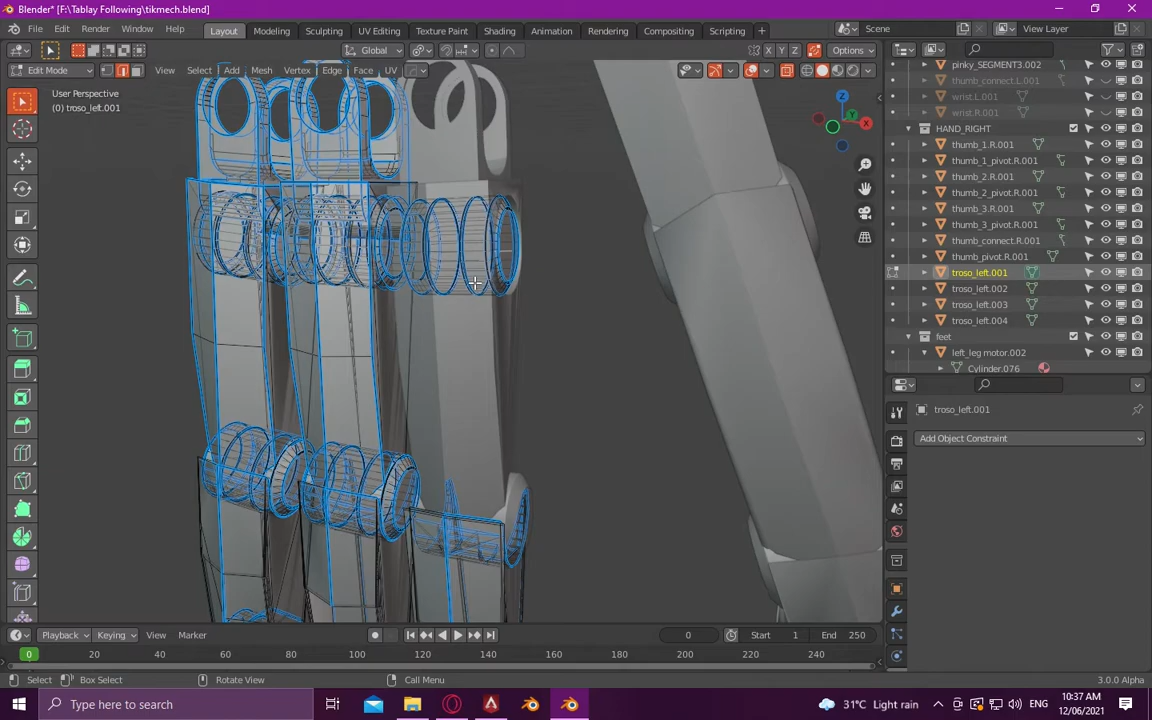 Blender* [F:\Tablay Following\tikmech.blend]
File Edit Render Window Help Layout Modeling Sculpting UV Editing Texture Paint Shading Animation Rendering Compositing Scripting + Scene View Layer
Global X Y Z Options
Edit Mode View Select Add Mesh Vertex Edge Face UV
User Perspective
(0) troso_left.001
Z
Y
X
pinky_SEGMENT3.002
thumb_connect.L.001
wrist.L.001
wrist.R.001
HAND_RIGHT
thumb_1.R.001
thumb_1_pivot.R.001
thumb_2.R.001
thumb_2_pivot.R.001
thumb_3.R.001
thumb_3_pivot.R.001
thumb_connect.R.001
thumb_pivot.R.001
troso_left.001
troso_left.002
troso_left.003
troso_left.004
feet
left_leg motor.002
Cylinder.076
troso_left.001
Add Object Constraint
Playback Keying View Marker 0 Start 1 End 250
0 20 40 60 80 100 120 140 160 180 200 220 240
Select Box Select Rotate View Call Menu 3.0.0 Alpha
Type here to search 31°C Light rain ENG 10:37 AM
12/06/2021